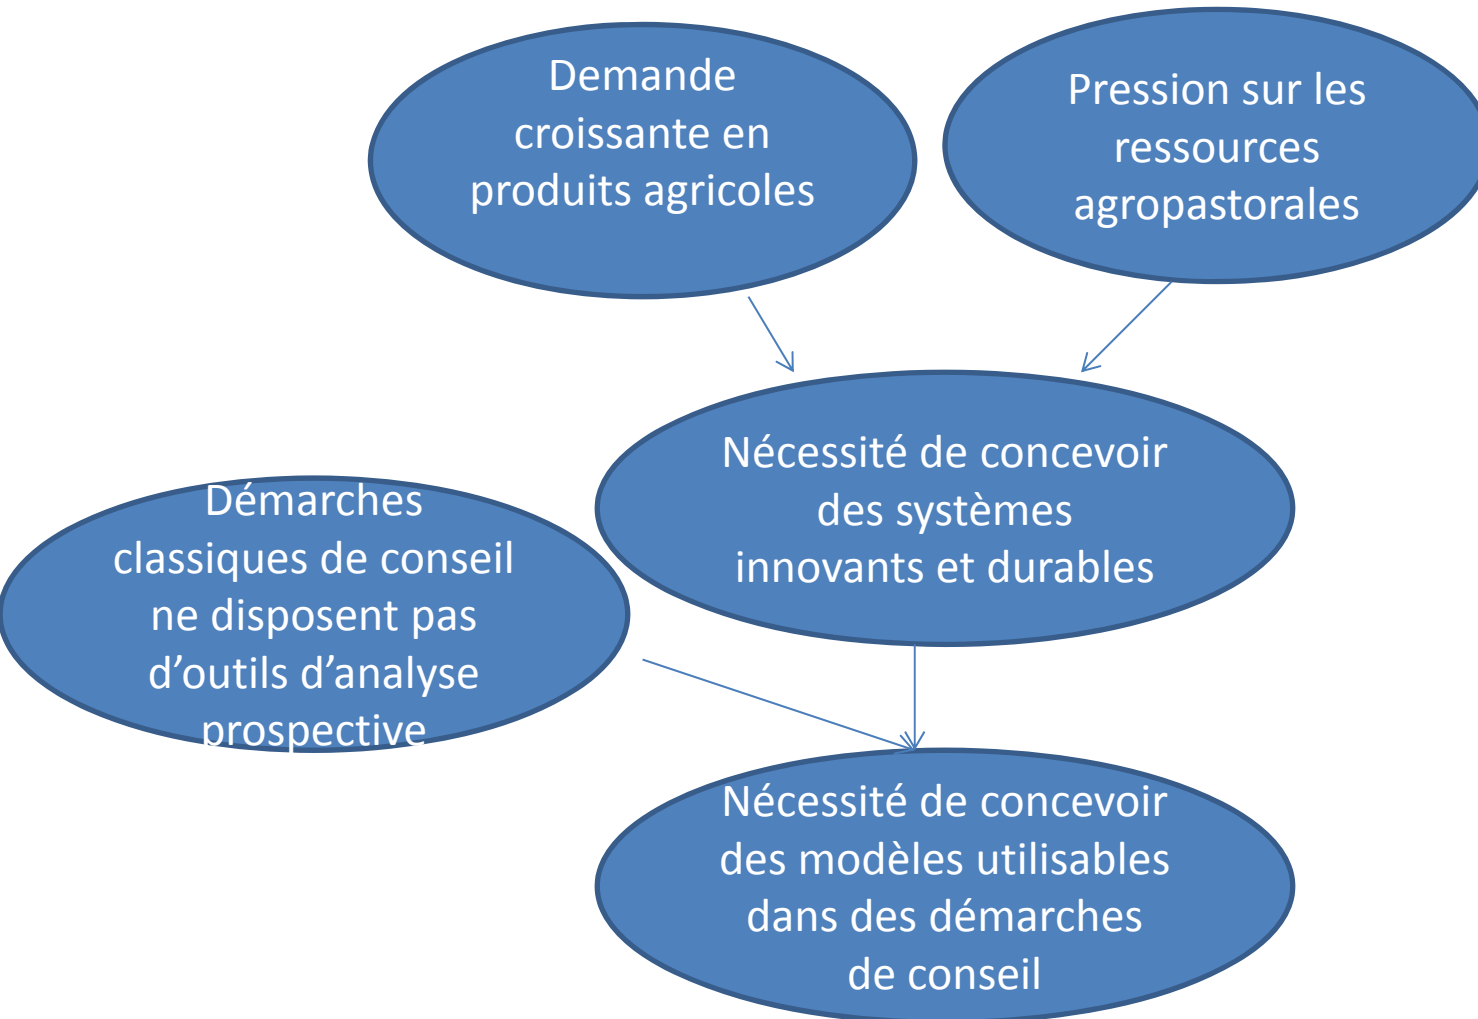 Demande
croissante en
produits agricoles
Pression sur les
ressources
agropastorales
Nécessité de concevoir
des systèmes
innovants et durables
Démarches
classiques de conseil
ne disposent pas
d’outils d’analyse
prospective
Nécessité de concevoir
des modèles utilisables
dans des démarches
de conseil